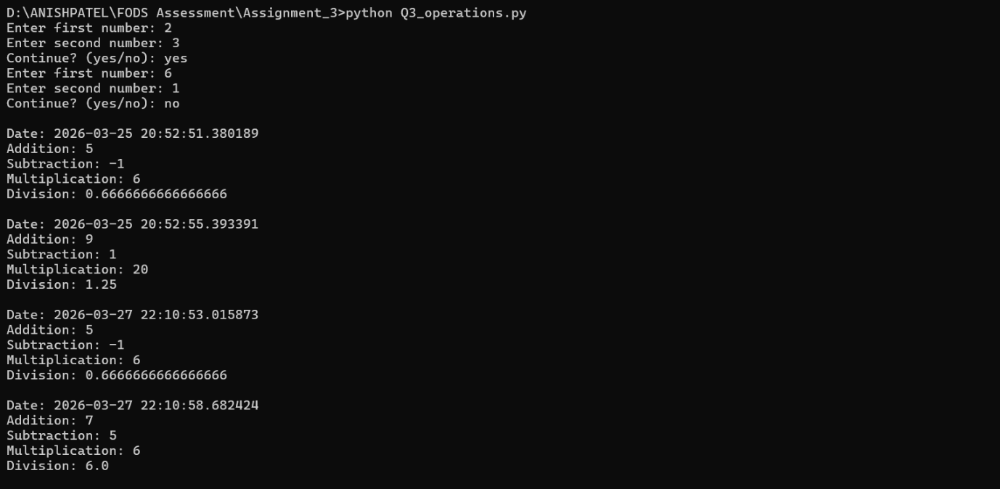 D:\ANISHPATEL\FODS Assessment\Assignment_3>python Q3_operations.py
Enter first number: 2
Enter second number: 3
Continue? (yes/no): yes
Enter first number: 6
Enter second number: 1
Continue? (yes/no): no
Date: 2026-03-25 20:52:51.380189
Addition: 5
Subtraction: -1
Multiplication: 6
Division: 0.6666666666666666
Date: 2026-03-25 20:52:55.393391
Addition: 9
Subtraction: 1
Multiplication: 20
Division: 1.25
Date: 2026-03-27 22:10:53.015873
Addition: 5
Subtraction: -1
Multiplication: 6
Division: 0.6666666666666666
Date: 2026-03-27 22:10:58.682424
Addition: 7
Subtraction: 5
Multiplication: 6
Division: 6.0